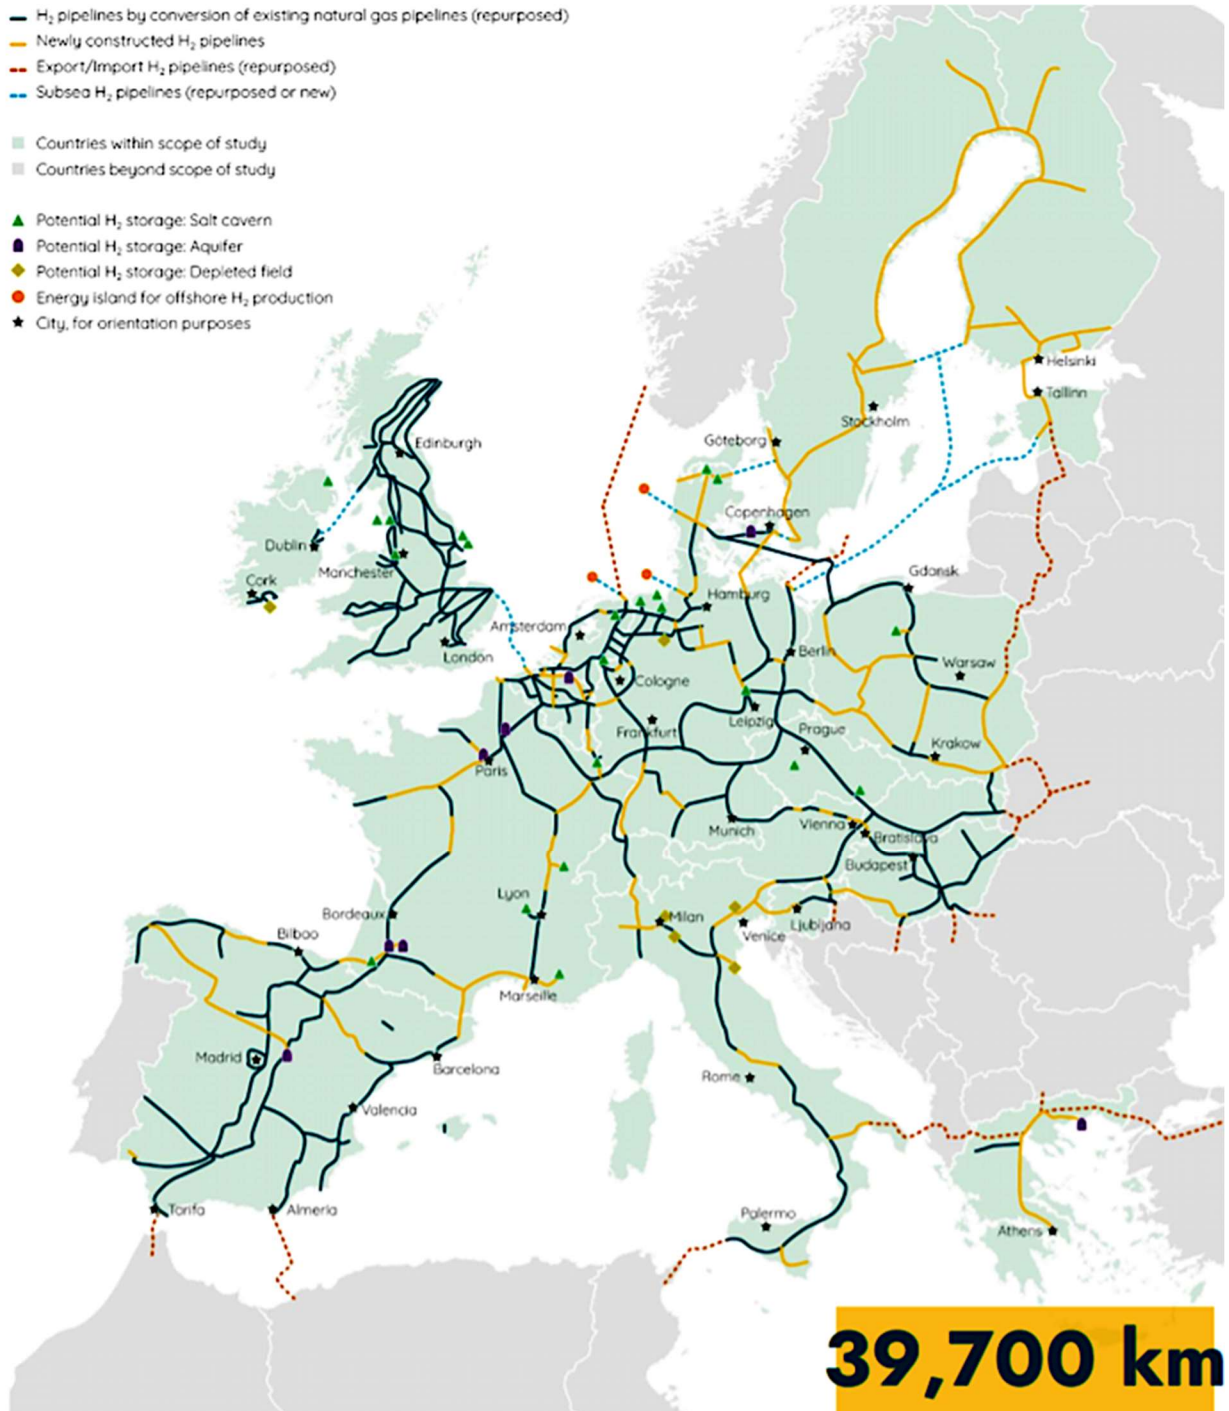 H₂ pipelines by conversion of existing natural gas pipelines (repurposed)
Newly constructed H₂ pipelines
Export/Import H₂ pipelines (repurposed)
Subsea H₂ pipelines (repurposed or new)
Countries within scope of study
Countries beyond scope of study
Potential H₂ storage: Salt cavern
Potential H₂ storage: Aquifer
Potential H₂ storage: Depleted field
Energy island for offshore H₂ production
City, for orientation purposes
Helsinki
Tallinn
Stockholm
Göteborg
Edinburgh
Copenhagen
Dublin
Manchester
Gdansk
Cork
Hamburg
Amsterdam
London
Berlin
Warsaw
Cologne
Leipzig
Frankfurt
Prague
Krakow
Paris
Munich
Vienna
Bratislava
Budapest
Lyon
Bordeaux
Milan
Ljubljana
Venice
Bilbao
Marseille
Madrid
Barcelona
Rome
Valencia
Tarifa
Almería
Palermo
Athens
39,700 km